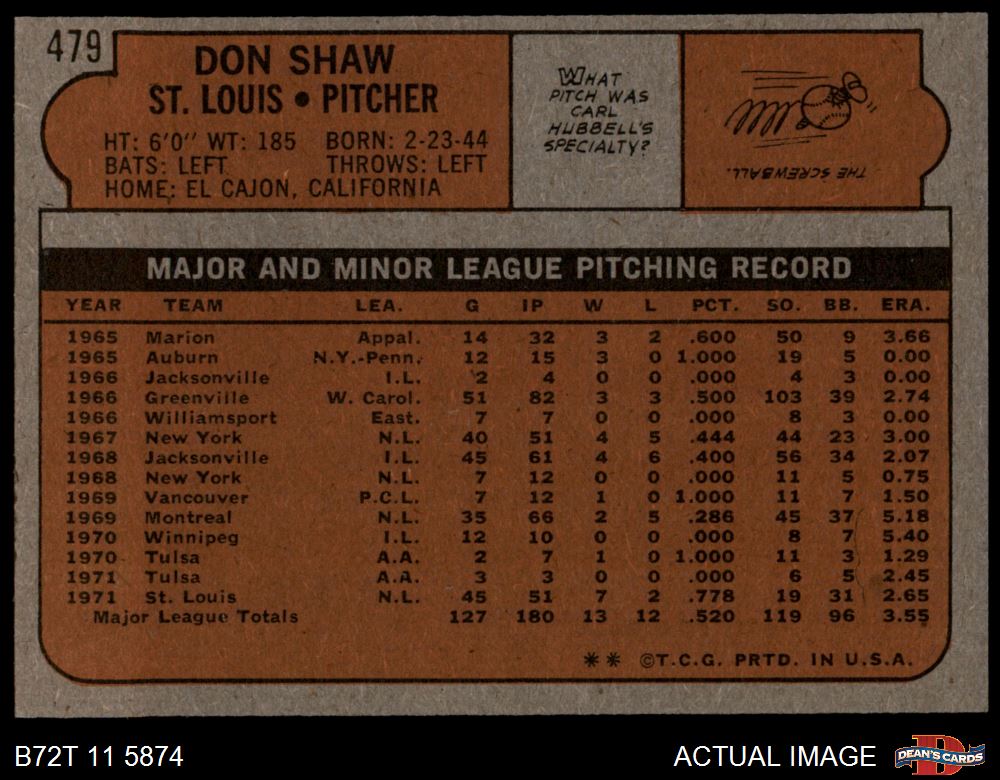 479
DON SHAW
ST. LOUIS • PITCHER
HT: 6'0" WT: 185 BORN: 2-23-44
BATS: LEFT THROWS: LEFT
HOME: EL CAJON, CALIFORNIA
WHAT
PITCH WAS
CARL
HUBBELL'S
SPECIALTY?
THE SCREWBALL.
MAJOR AND MINOR LEAGUE PITCHING RECORD
YEAR TEAM LEA. G IP W L PCT. SO. BB. ERA.
1965 Marion Appal. 14 32 3 2 .600 50 9 3.66
1965 Auburn N.Y.-Penn. 12 15 3 0 1.000 19 5 0.00
1966 Jacksonville I.L. 2 4 0 0 .000 4 3 0.00
1966 Greenville W. Carol. 51 82 3 3 .500 103 39 2.74
1966 Williamsport East. 7 7 0 0 .000 8 3 0.00
1967 New York N.L. 40 51 4 5 .444 44 23 3.00
1968 Jacksonville I.L. 45 61 4 6 .400 56 34 2.07
1968 New York N.L. 7 12 0 0 .000 11 5 0.75
1969 Vancouver P.C.L. 7 12 1 0 1.000 11 7 1.50
1969 Montreal N.L. 35 66 2 5 .286 45 37 5.18
1970 Winnipeg I.L. 12 10 0 0 .000 8 7 5.40
1970 Tulsa A.A. 2 7 1 0 1.000 11 3 1.29
1971 Tulsa A.A. 3 3 0 0 .000 6 5 2.45
1971 St. Louis N.L. 45 51 7 2 .778 19 31 2.65
Major League Totals 127 180 13 12 .520 119 96 3.55
** ©T.C.G. PRTD. IN U.S.A.
B72T 11 5874
ACTUAL IMAGE
D
DEAN'S CARDS